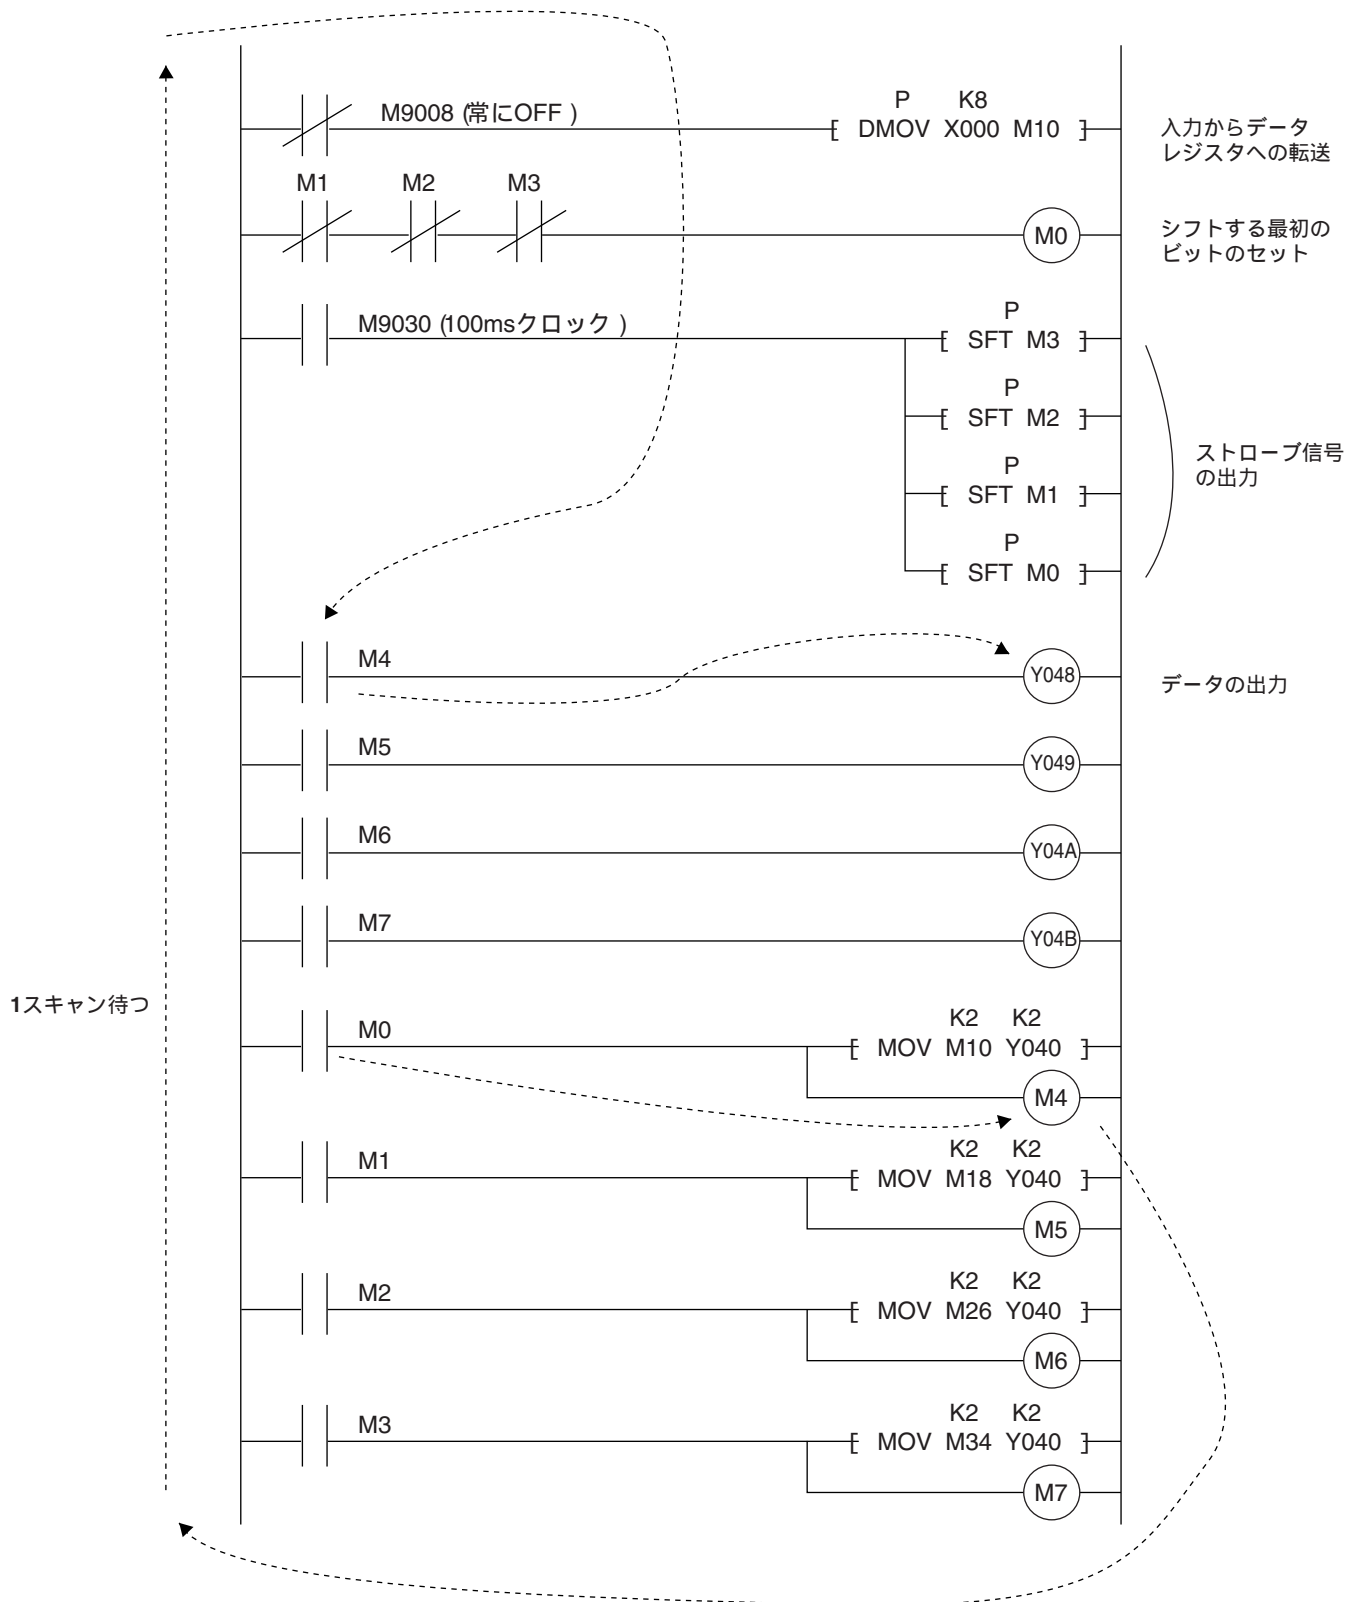 P K8
M9008 (常にOFF )
DMOV X000 M10
入力からデータ
レジスタへの転送
M1 M2 M3
M0
シフトする最初の
ビットのセット
M9030 (100msクロック )
P
SFT M3
P
SFT M2
P
SFT M1
P
SFT M0
ストローブ信号
の出力
M4
Y048
データの出力
M5
Y049
M6
Y04A
M7
Y04B
1スキャン待つ
M0
K2 K2
MOV M10 Y040
M4
M1
K2 K2
MOV M18 Y040
M5
M2
K2 K2
MOV M26 Y040
M6
M3
K2 K2
MOV M34 Y040
M7